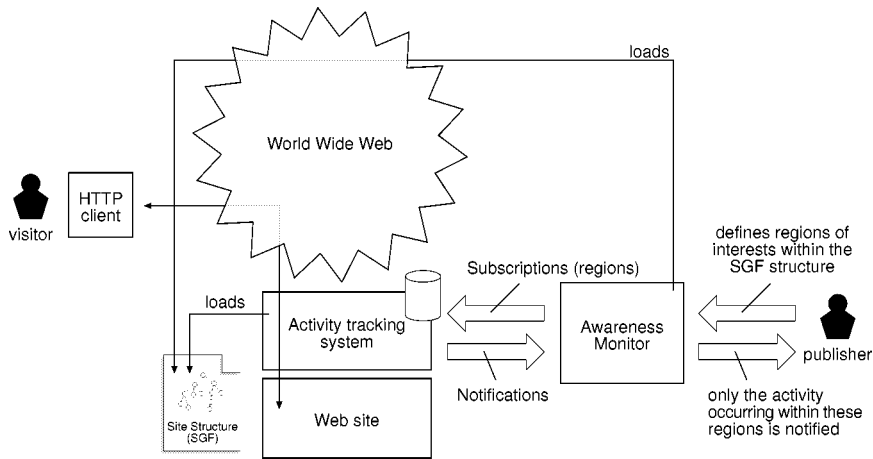 loads
World Wide Web
HTTP
client
visitor
defines regions of
interests within the
SGF structure
Subscriptions (regions)
loads
Activity tracking
system
Awareness
Monitor
publisher
Notifications
only the activity
occurring within these
regions is notified
Site Structure
(SGF)
Web site